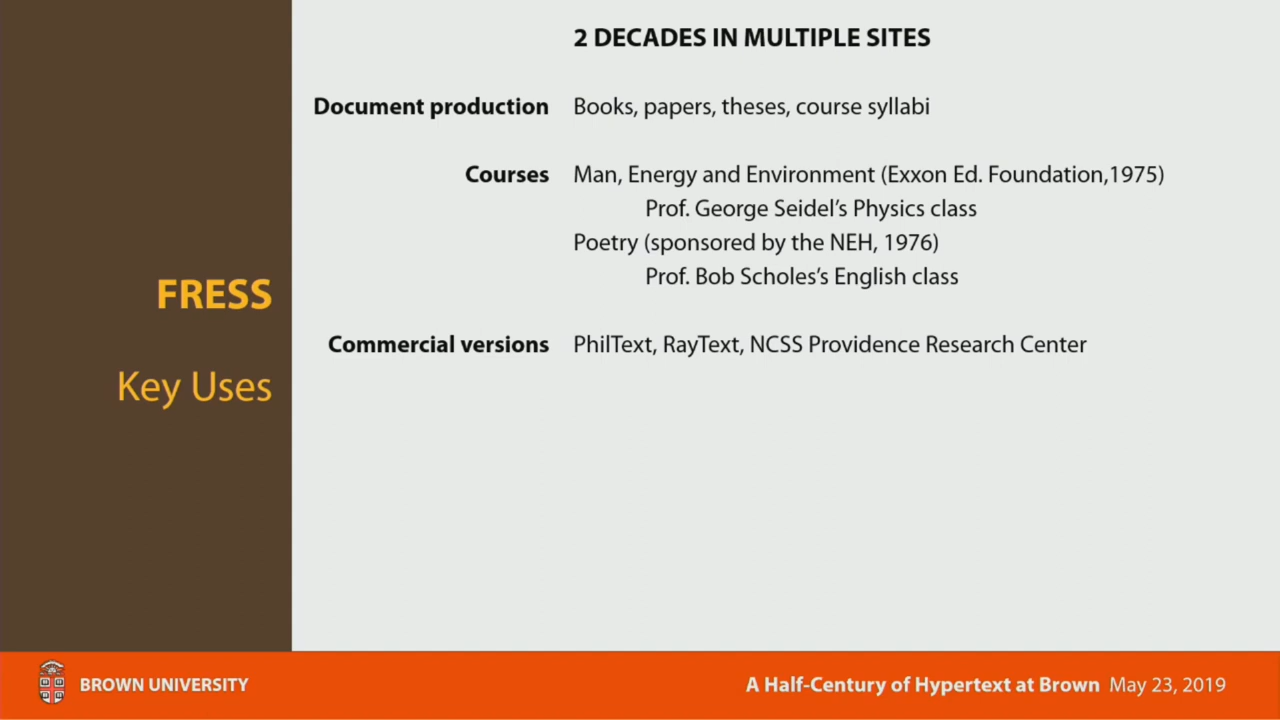 2 DECADES IN MULTIPLE SITES
Document production Books, papers, theses, course syllabi
Courses Man, Energy and Environment (Exxon Ed. Foundation,1975)
Prof. George Seidel's Physics class
Poetry (sponsored by the NEH, 1976)
Prof. Bob Scholes's English class
Commercial versions PhilText, RayText, NCSS Providence Research Center
FRESS
Key Uses
BROWN UNIVERSITY
A Half-Century of Hypertext at Brown May 23, 2019